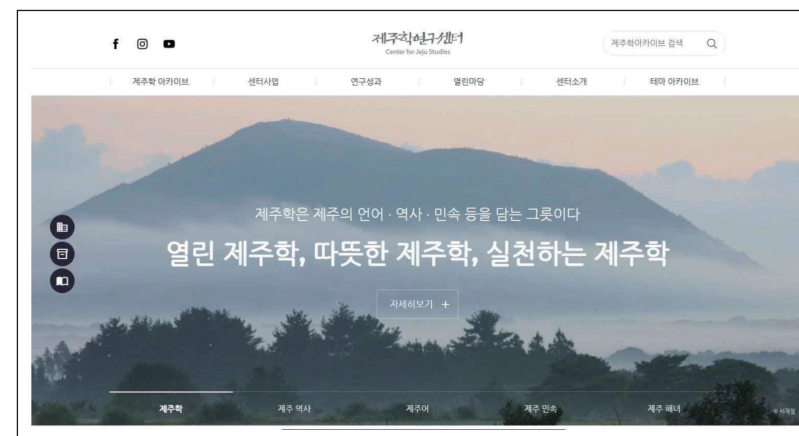 제주학연구센터
Center for Jeju Studies
제주학아카이브 검색
제주학 아카이브 센터사업 연구성과 열린마당 센터소개 테마 아카이브
제주학은 제주의 언어 · 역사 · 민속 등을 담는 그릇이다
열린 제주학, 따뜻한 제주학, 실천하는 제주학
자세히보기 +
제주학 제주 역사 제주어 제주 민속 제주 해녀
© 서재철